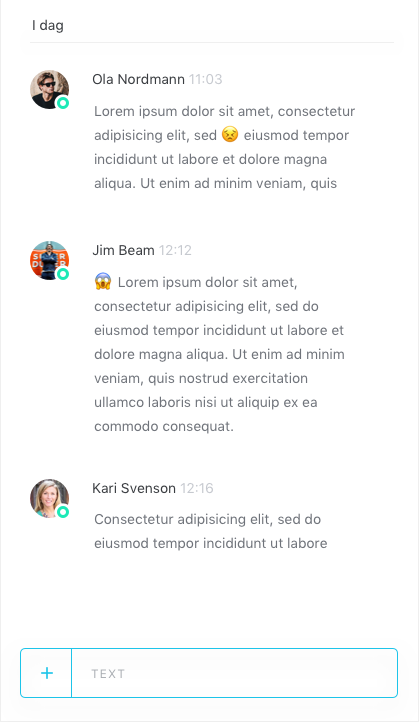 I dag
Ola Nordmann 11:03
Lorem ipsum dolor sit amet, consectetur
adipisicing elit, sed 😣 eiusmod tempor
incididunt ut labore et dolore magna
aliqua. Ut enim ad minim veniam, quis
Jim Beam 12:12
😱 Lorem ipsum dolor sit amet,
consectetur adipisicing elit, sed do
eiusmod tempor incididunt ut labore et
dolore magna aliqua. Ut enim ad minim
veniam, quis nostrud exercitation
ullamco laboris nisi ut aliquip ex ea
commodo consequat.
Kari Svenson 12:16
Consectetur adipisicing elit, sed do
eiusmod tempor incididunt ut labore
+ TEXT